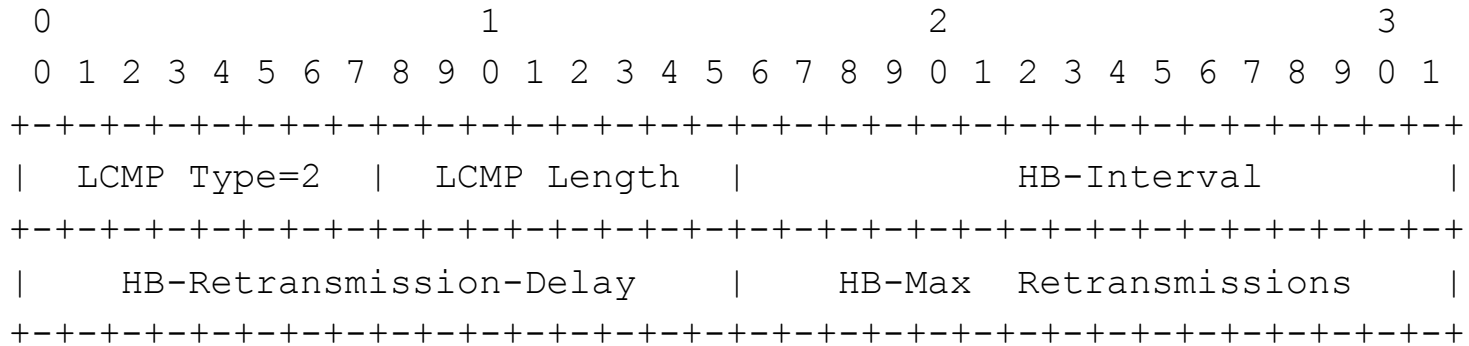 0                   1                   2                   3
0 1 2 3 4 5 6 7 8 9 0 1 2 3 4 5 6 7 8 9 0 1 2 3 4 5 6 7 8 9 0 1
+-+-+-+-+-+-+-+-+-+-+-+-+-+-+-+-+-+-+-+-+-+-+-+-+-+-+-+-+-+-+-+-+
|  LCMP Type=2  |  LCMP Length  |            HB-Interval        |
+-+-+-+-+-+-+-+-+-+-+-+-+-+-+-+-+-+-+-+-+-+-+-+-+-+-+-+-+-+-+-+-+
|    HB-Retransmission-Delay    |    HB-Max  Retransmissions    |
+-+-+-+-+-+-+-+-+-+-+-+-+-+-+-+-+-+-+-+-+-+-+-+-+-+-+-+-+-+-+-+-+